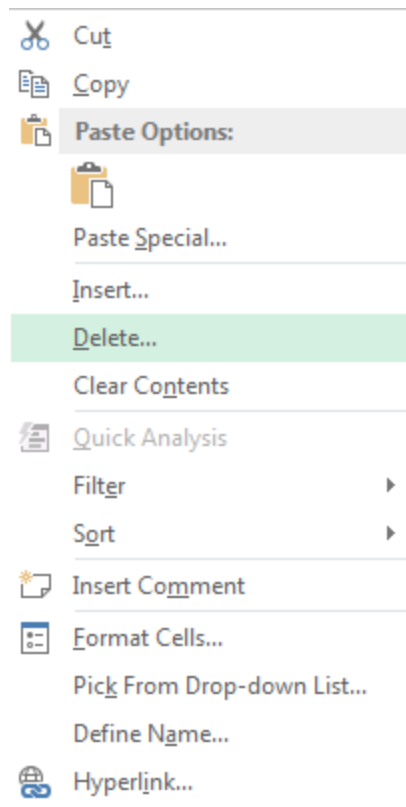 Cut
Copy
Paste Options:
Paste Special...
Insert...
Delete...
Clear Contents
Quick Analysis
Filter
Sort
Insert Comment
Format Cells...
Pick From Drop-down List...
Define Name...
Hyperlink...